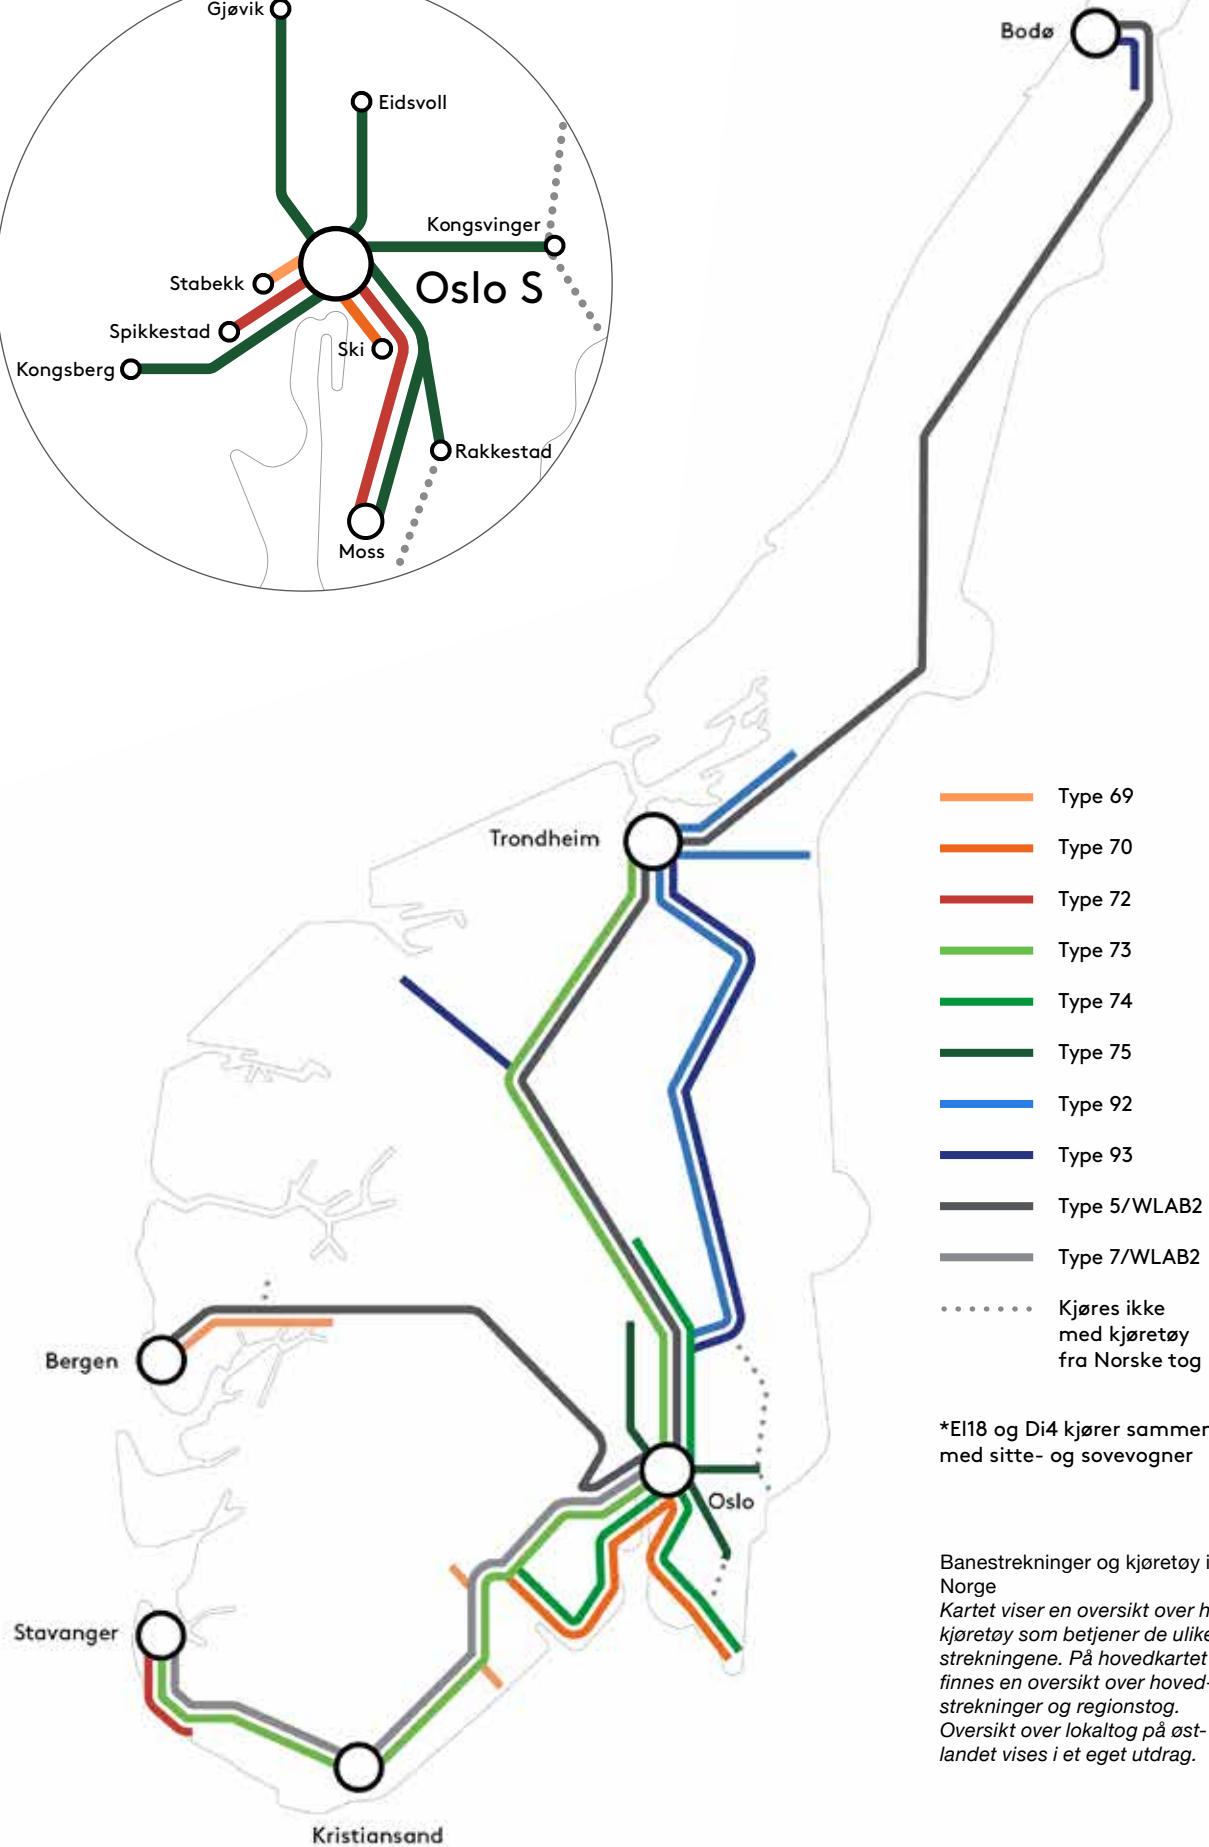 Gjøvik
Eidsvoll
Kongsvinger
Stabekk
Oslo S
Spikkestad
Ski
Kongsberg
Rakkestad
Moss
Bodø
Trondheim
Bergen
Oslo
Stavanger
Kristiansand
Type 69
Type 70
Type 72
Type 73
Type 74
Type 75
Type 92
Type 93
Type 5/WLAB2
Type 7/WLAB2
Kjøres ikke
med kjøretøy
fra Norske tog
*El18 og Di4 kjører sammen
med sitte- og sovevogner
Banestrekninger og kjøretøy i
Norge
Kartet viser en oversikt over h
kjøretøy som betjener de ulike
strekningene. På hovedkartet
finnes en oversikt over hoved-
strekninger og regionstog.
Oversikt over lokaltog på øst-
landet vises i et eget utdrag.